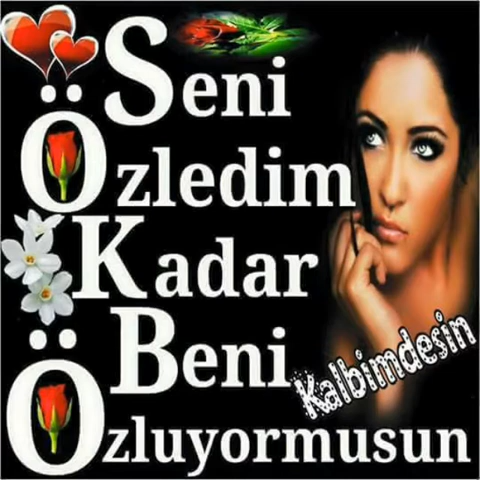 Seni
Özledim
Kadar
Beni
Özluyormusun
Kalbimdesin